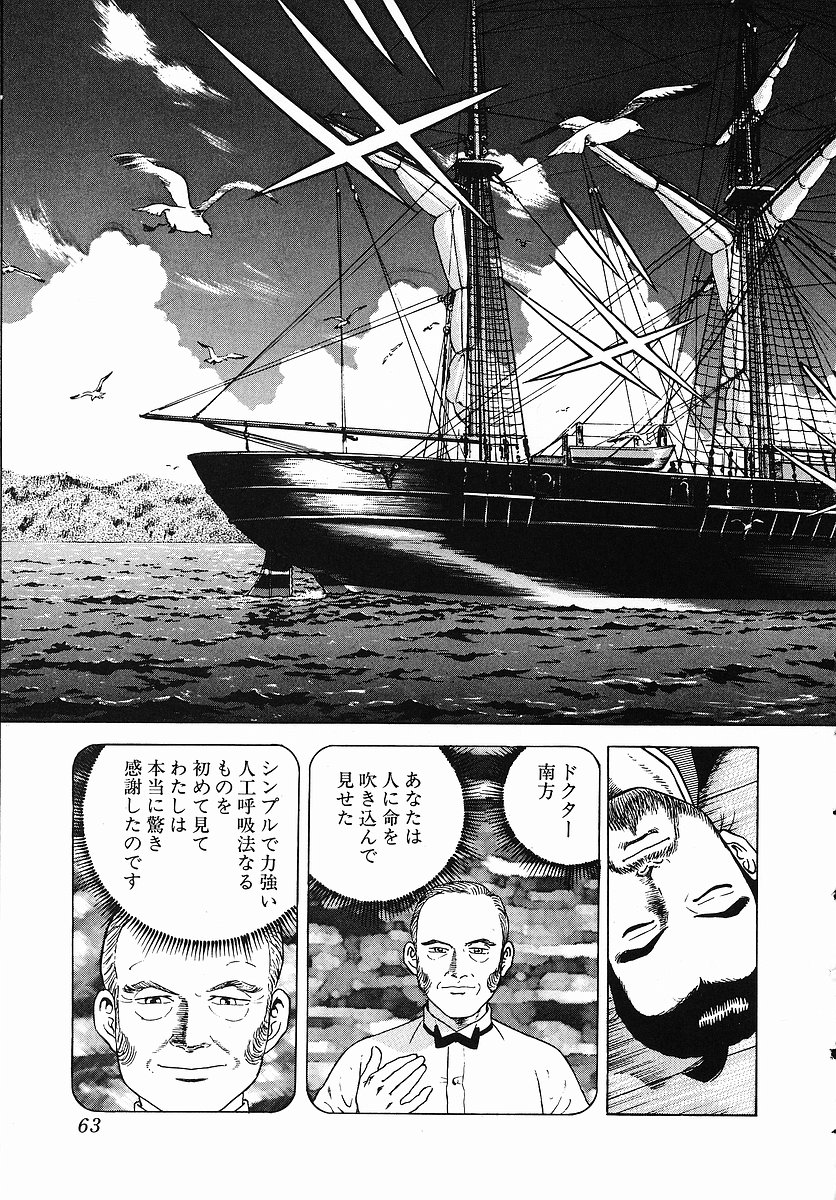 ドクター
南方
あなたは
人に命を
吹き込んで
見せた
シンプルで力強い
人工呼吸法なる
ものを
初めて見て
わたしは
本当に驚き
感謝したのです
63